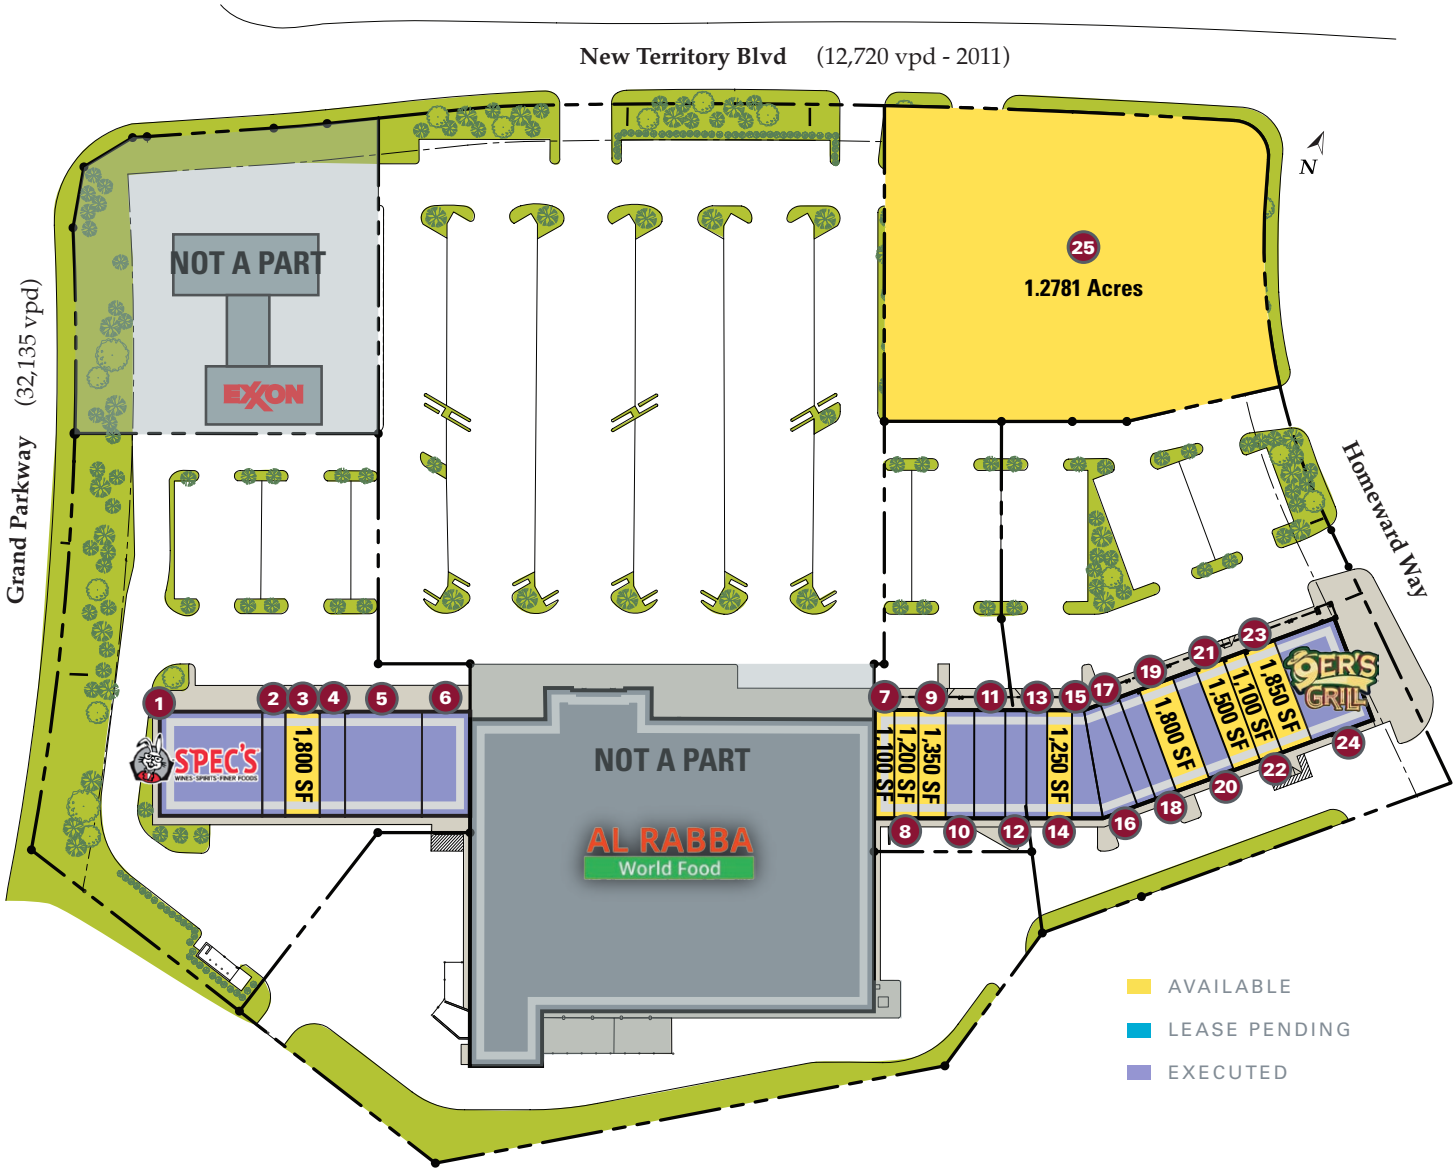 New Territory Blvd (12,720 vpd - 2011)
N
25
1.2781 Acres
NOT A PART
EXXON
Grand Parkway (32,135 vpd)
Homeward Way
1
2
3
4
5
6
7
9
11
13
15
17
19
21
23
SPEC'S
WINES • SPIRITS • FINER FOODS
1,800 SF
NOT A PART
AL RABBA
World Food
1,100 SF
1,200 SF
1,350 SF
1,250 SF
1,800 SF
1,500 SF
1,100 SF
1,850 SF
9ER'S
GRILL
8
10
12
14
16
18
20
22
24
AVAILABLE
LEASE PENDING
EXECUTED